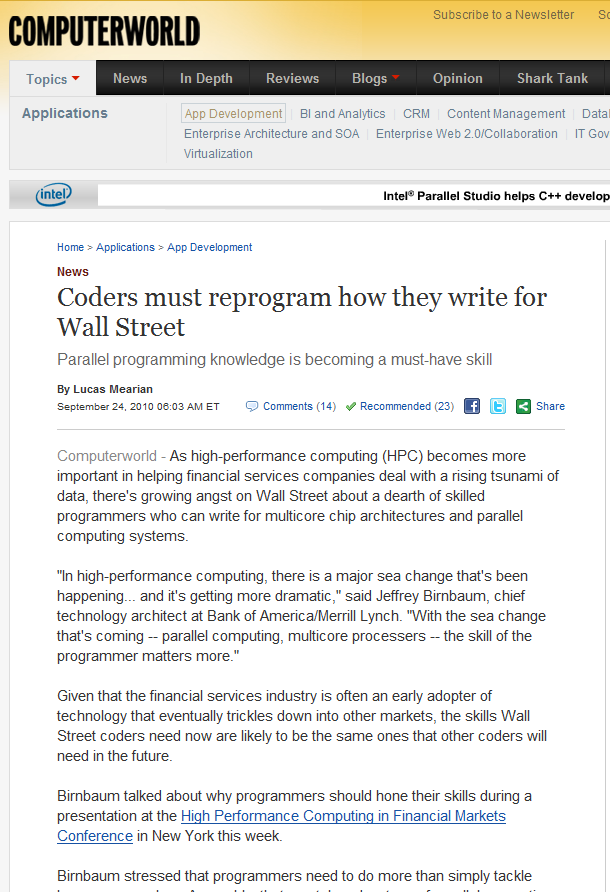 Subscribe to a Newsletter
COMPUTERWORLD
Topics News In Depth Reviews Blogs Opinion Shark Tank
Applications
App Development BI and Analytics CRM Content Management
Enterprise Architecture and SOA Enterprise Web 2.0/Collaboration IT
Virtualization
intel Intel® Parallel Studio helps C++
Home > Applications > App Development
News
Coders must reprogram how they write for
Wall Street
Parallel programming knowledge is becoming a must-have skill
By Lucas Mearian
September 24, 2010 06:03 AM ET Comments (14) Recommended (23) Share
Computerworld - As high-performance computing (HPC) becomes more
important in helping financial services companies deal with a rising tsunami of
data, there's growing angst on Wall Street about a dearth of skilled
programmers who can write for multicore chip architectures and parallel
computing systems.
"In high-performance computing, there is a major sea change that's been
happening... and it's getting more dramatic," said Jeffrey Birnbaum, chief
technology architect at Bank of America/Merrill Lynch. "With the sea change
that's coming -- parallel computing, multicore processers -- the skill of the
programmer matters more."
Given that the financial services industry is often an early adopter of
technology that eventually trickles down into other markets, the skills Wall
Street coders need now are likely to be the same ones that other coders will
need in the future.
Birnbaum talked about why programmers should hone their skills during a
presentation at the High Performance Computing in Financial Markets
Conference in New York this week.
Birnbaum stressed that programmers need to do more than simply tackle